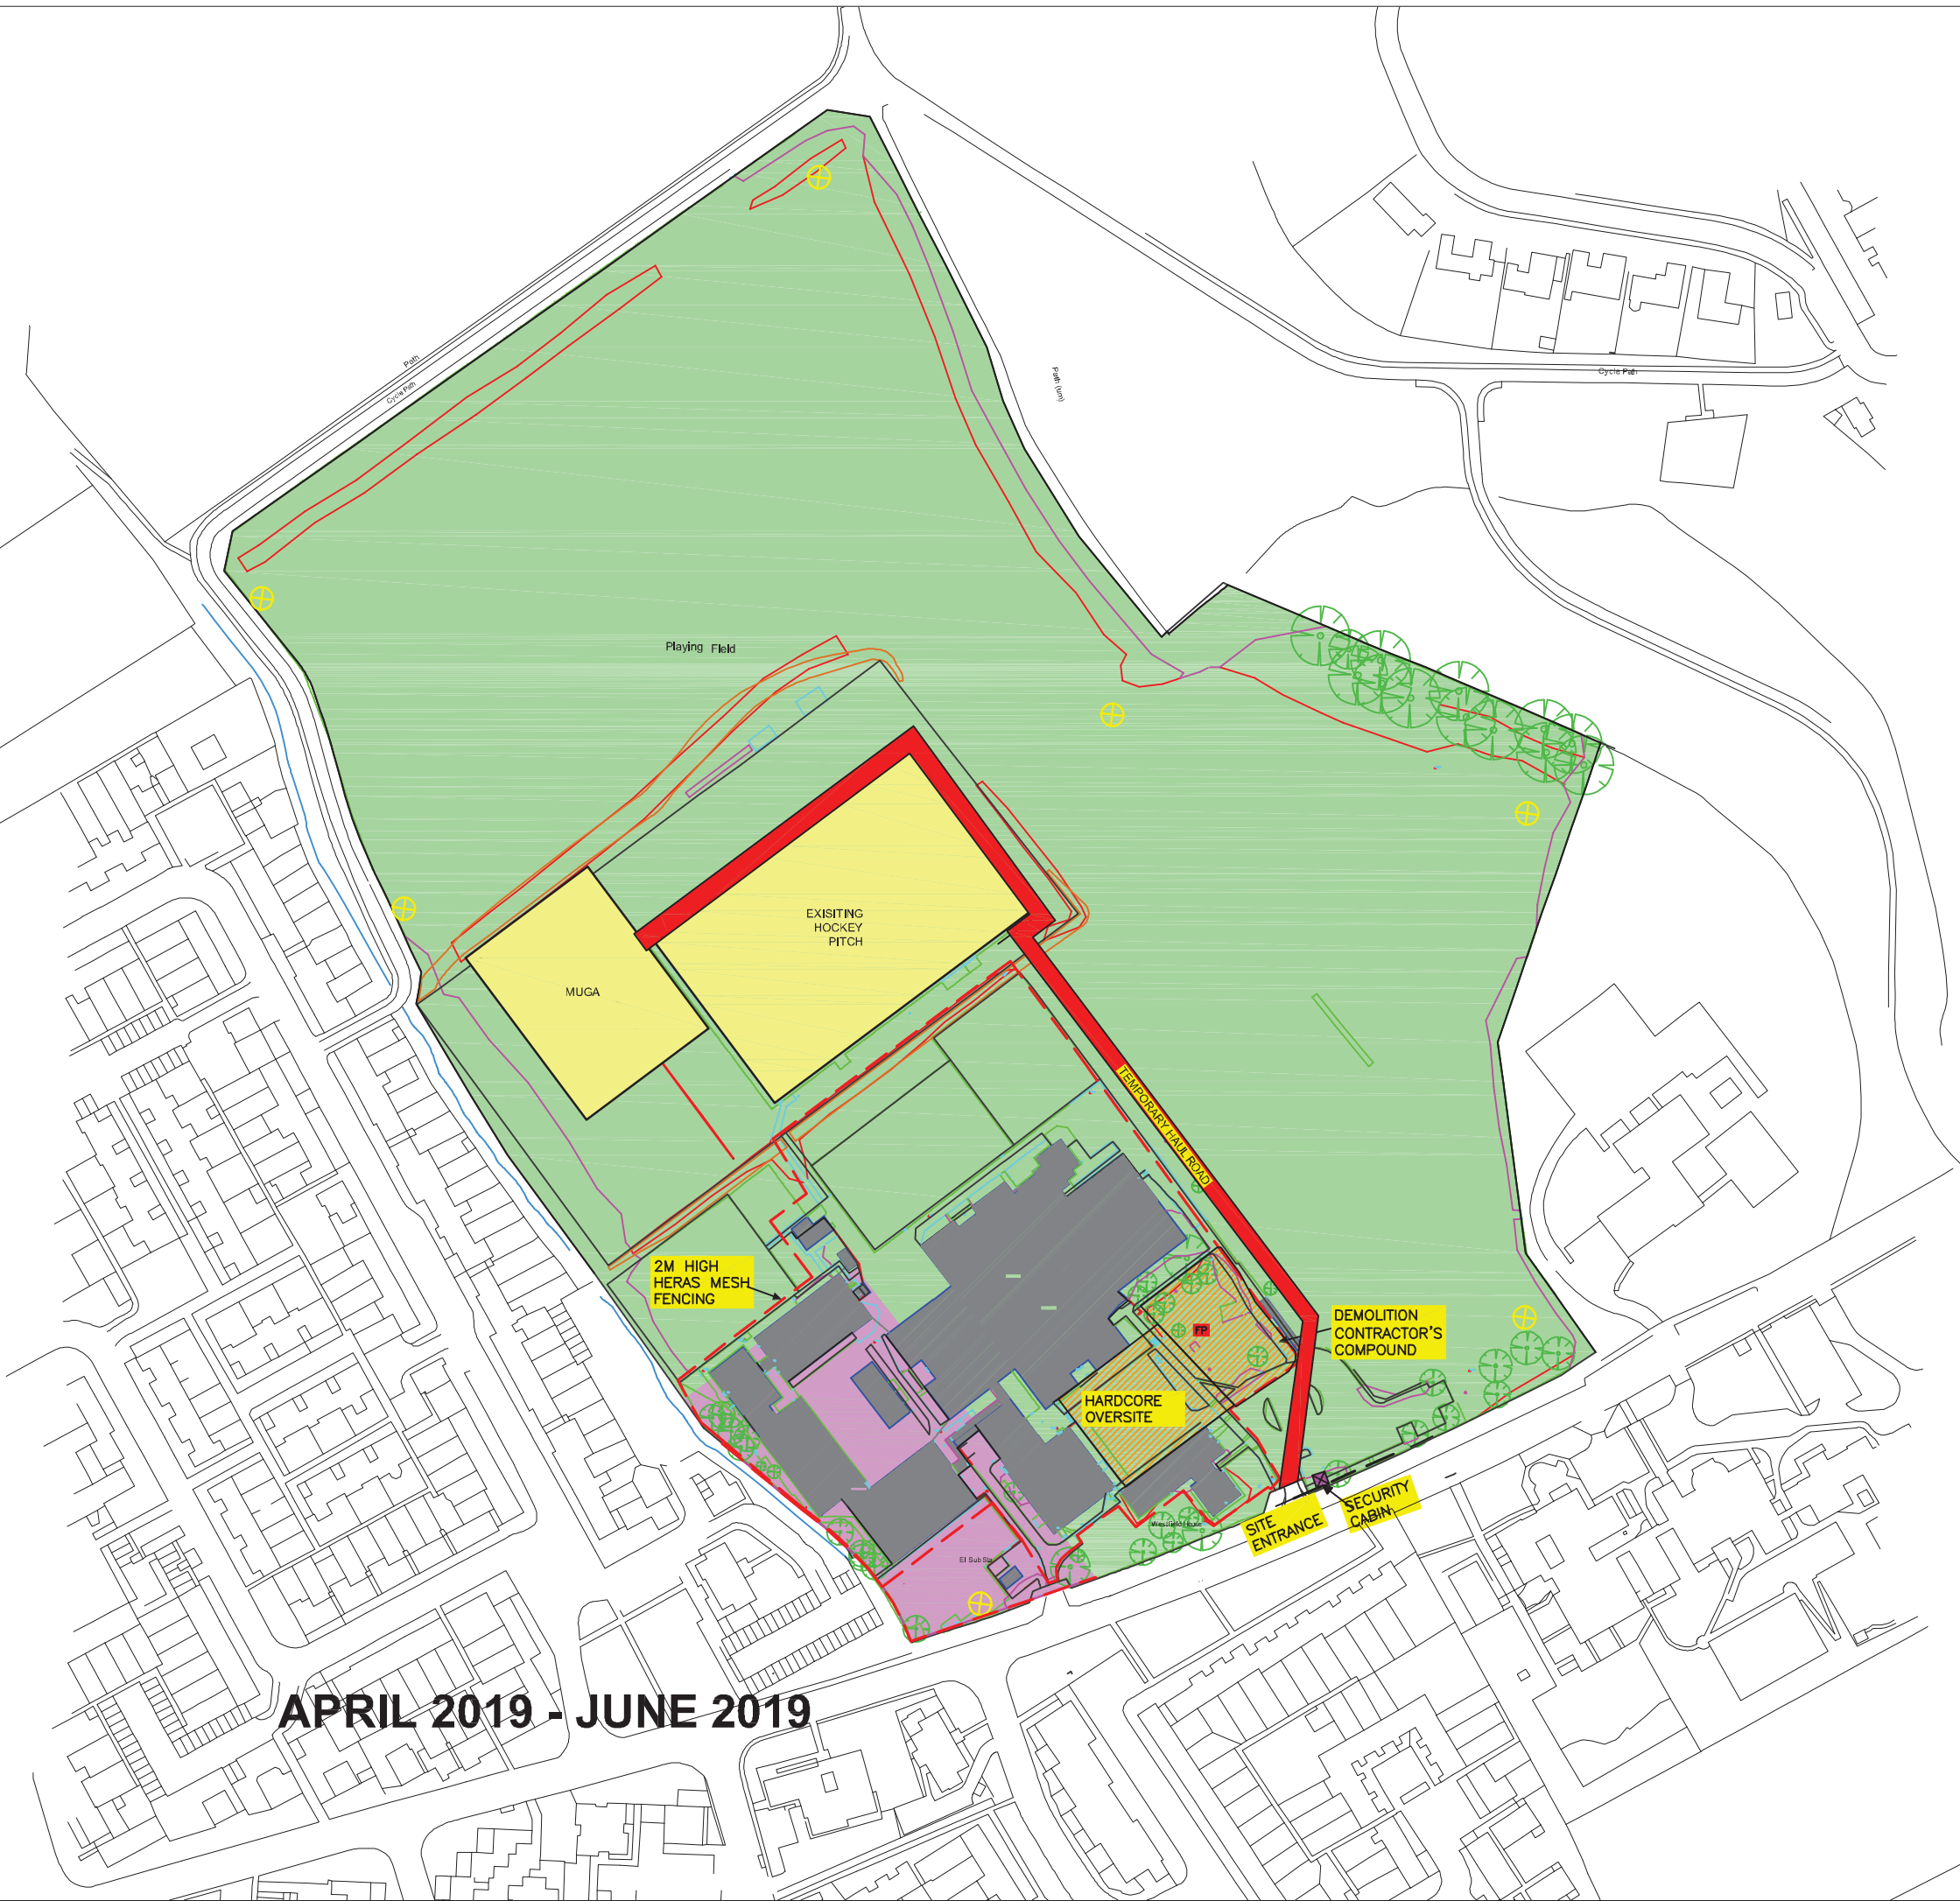 Path
Cycle Path
Path (um)
Cycle Path
Playing Field
EXISITING
HOCKEY
PITCH
MUGA
TEMPORARY HAUL ROAD
2M HIGH
HERAS MESH
FENCING
FP
DEMOLITION
CONTRACTOR'S
COMPOUND
HARDCORE
OVERSITE
SECURITY
CABIN
SITE
ENTRANCE
Westfield House
El Sub Sta
APRIL 2019 - JUNE 2019